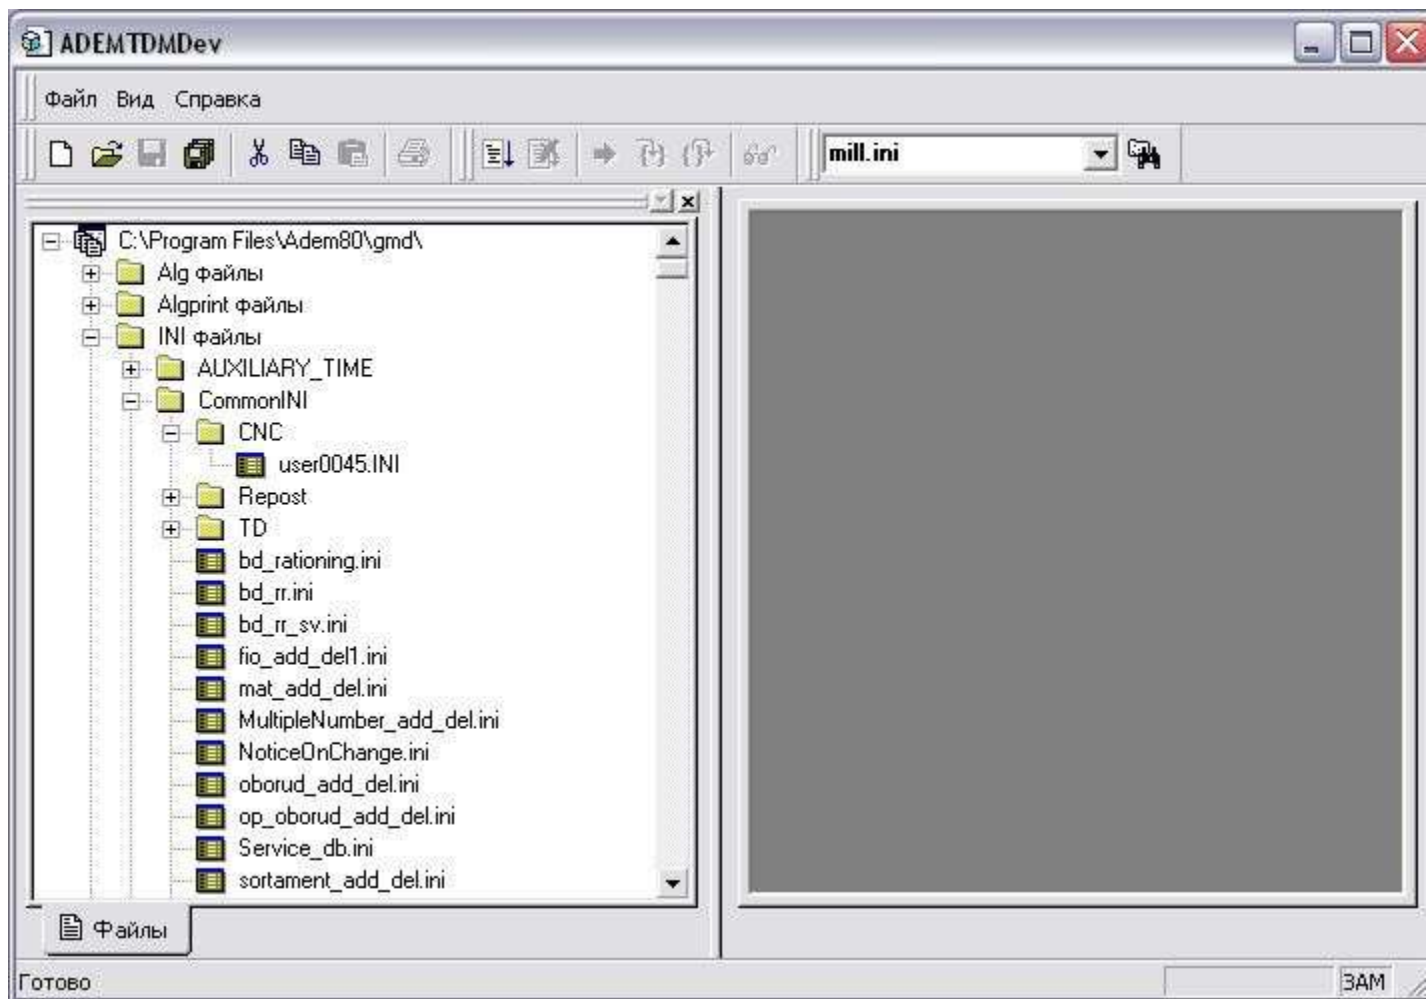 ADEMTDMDev
Файл Вид Справка
mill.ini
C:\Program Files\Adem80\gmd\
Alg файлы
Algprint файлы
INI файлы
AUXILIARY_TIME
CommonINI
CNC
user0045.INI
Repost
TD
bd_rationing.ini
bd_rr.ini
bd_rr_sv.ini
fio_add_del1.ini
mat_add_del.ini
MultipleNumber_add_del.ini
NoticeOnChange.ini
oborud_add_del.ini
op_oborud_add_del.ini
Service_db.ini
sortament_add_del.ini
Файлы
Готово ЗАМ